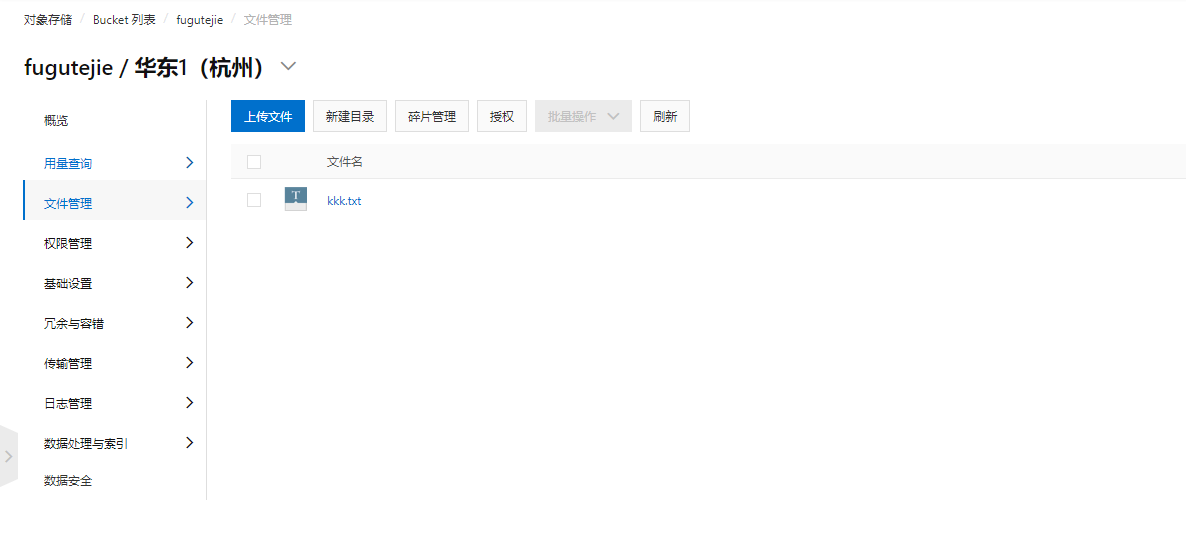 对象存储 / Bucket 列表 / fugutejie / 文件管理
fugutejie / 华东1（杭州）
概览
用量查询
文件管理
权限管理
基础设置
冗余与容错
传输管理
日志管理
数据处理与索引
数据安全
上传文件 新建目录 碎片管理 授权 批量操作 刷新
文件名
T
kkk.txt